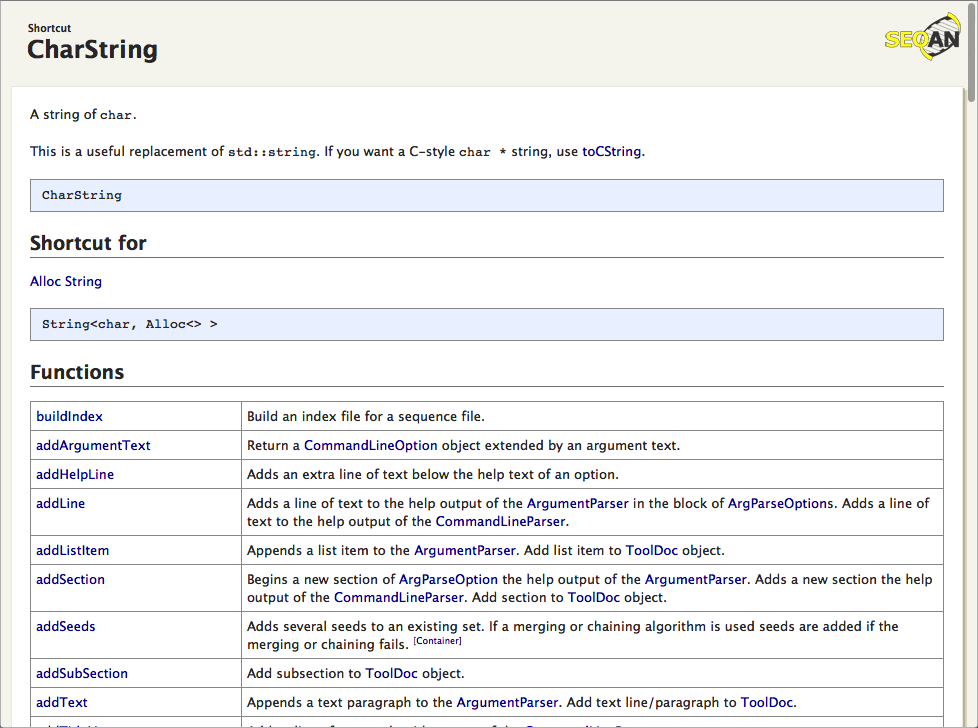 Shortcut
CharString
SEQAN
A string of char.
This is a useful replacement of std::string. If you want a C-style char * string, use toCString.
CharString
Shortcut for
Alloc String
String<char, Alloc<> >
Functions
buildIndex Build an index file for a sequence file.
addArgumentText Return a CommandLineOption object extended by an argument text.
addHelpLine Adds an extra line of text below the help text of an option.
addLine Adds a line of text to the help output of the ArgumentParser in the block of ArgParseOptions. Adds a line of
text to the help output of the CommandLineParser.
addListItem Appends a list item to the ArgumentParser. Add list item to ToolDoc object.
addSection Begins a new section of ArgParseOption the help output of the ArgumentParser. Adds a new section the help
output of the CommandLineParser. Add section to ToolDoc object.
addSeeds Adds several seeds to an existing set. If a merging or chaining algorithm is used seeds are added if the
merging or chaining fails. [Container]
addSubSection Add subsection to ToolDoc object.
addText Appends a text paragraph to the ArgumentParser. Add text line/paragraph to ToolDoc.